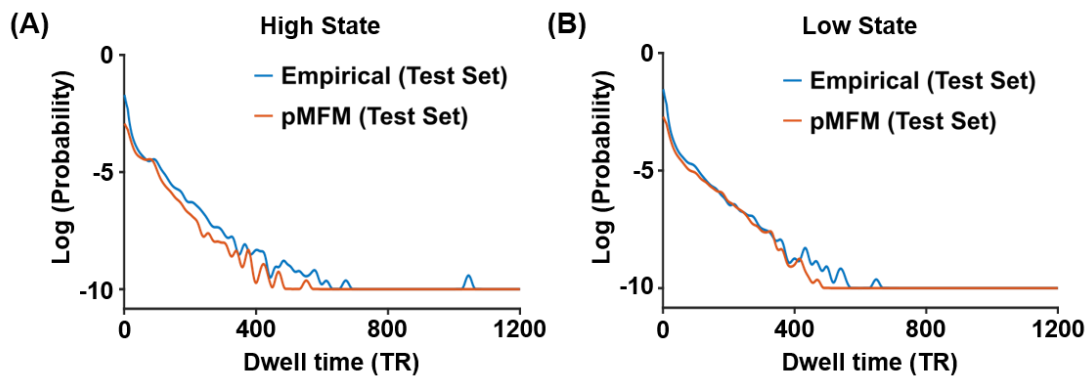 (A)
High State
Empirical (Test Set)
pMFM (Test Set)
Log (Probability)
0
-5
-10
0
400
800
1200
Dwell time (TR)
(B)
Low State
Empirical (Test Set)
pMFM (Test Set)
Log (Probability)
0
-5
-10
0
400
800
1200
Dwell time (TR)